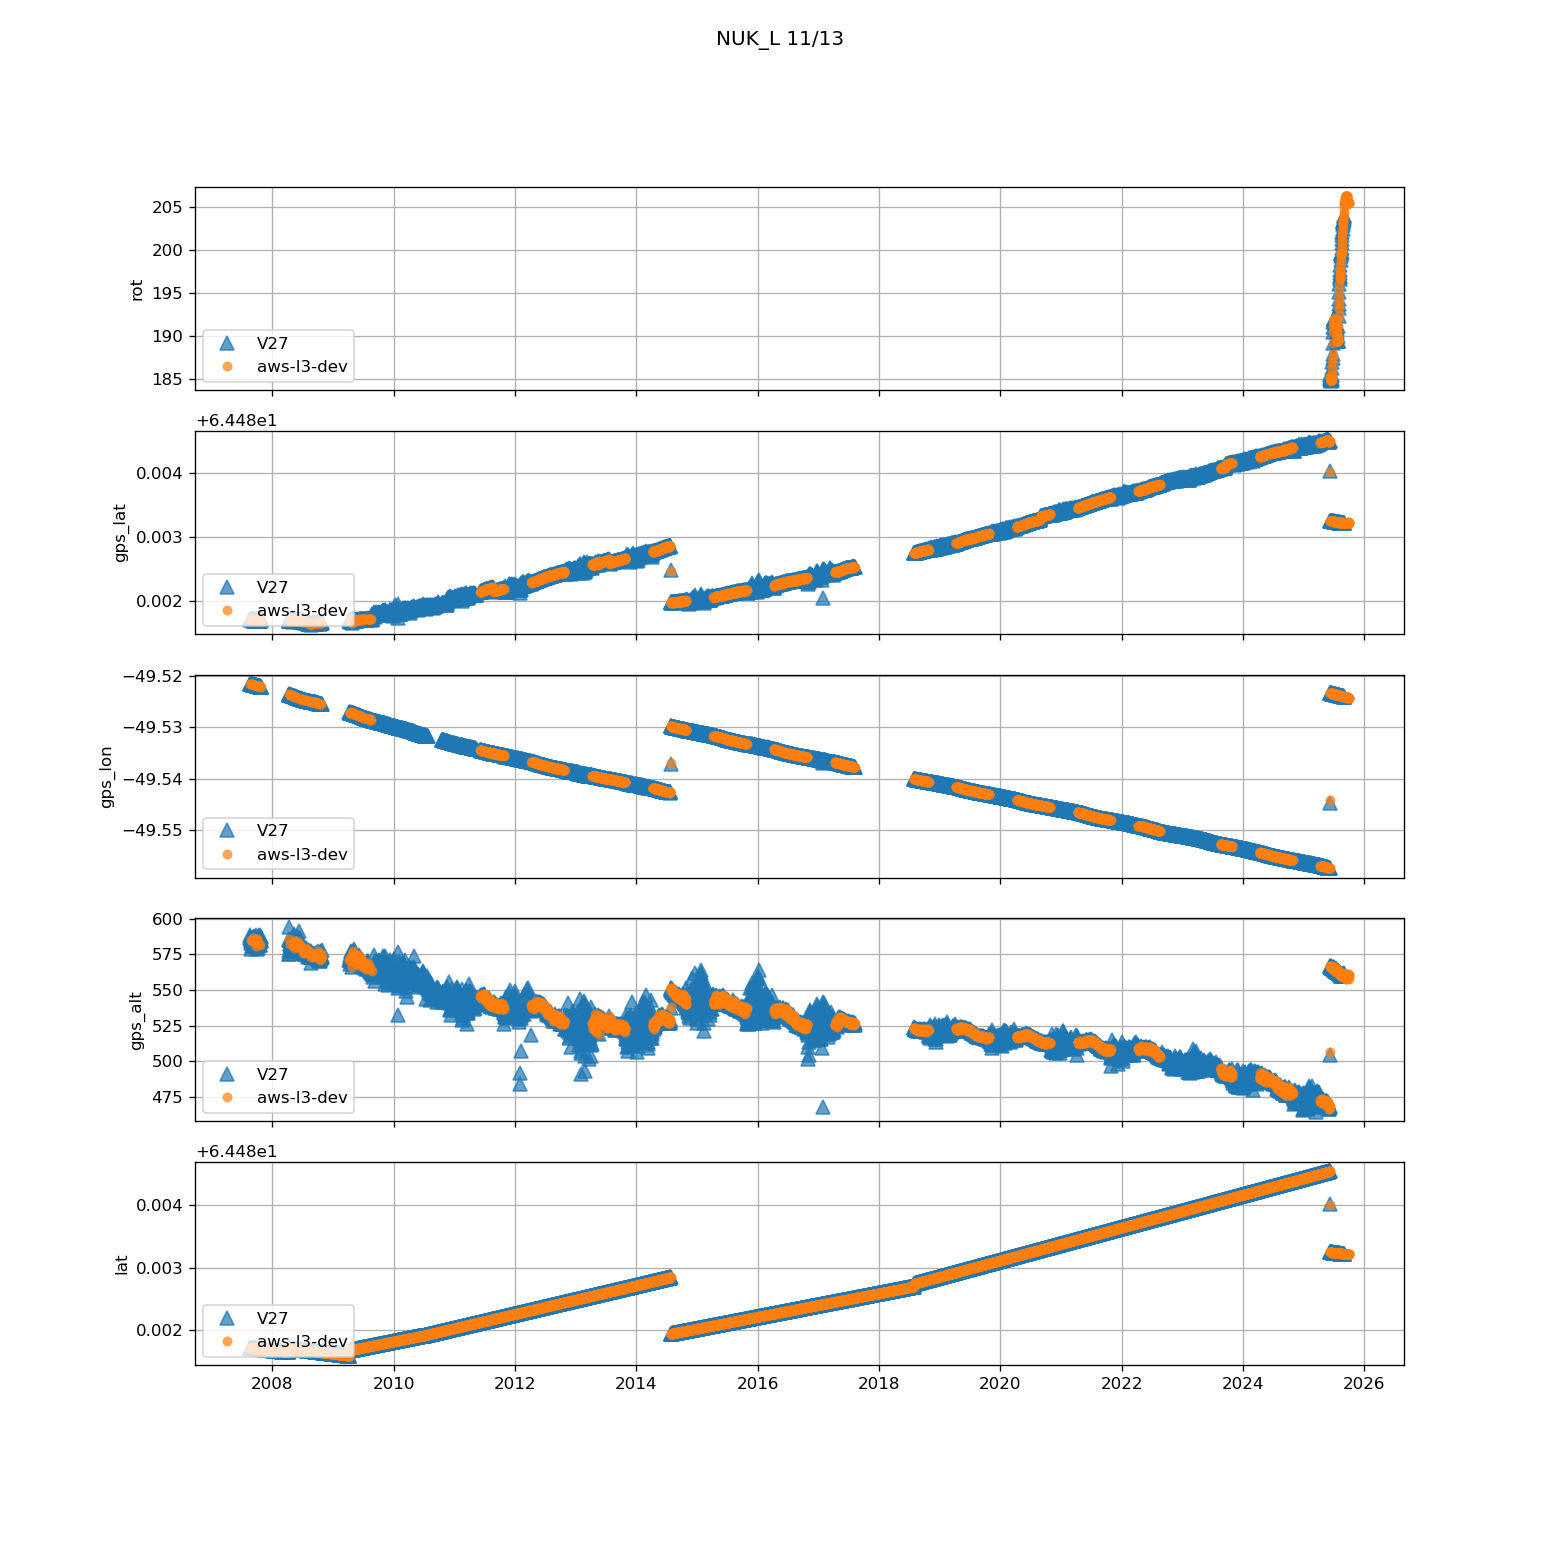 NUK_L 11/13
205
200
195
190
185
rot
V27
aws-l3-dev
+6.448e1
0.004
0.003
0.002
gps_lat
V27
aws-l3-dev
−49.52
−49.53
−49.54
−49.55
gps_lon
V27
aws-l3-dev
600
575
550
525
500
475
gps_alt
V27
aws-l3-dev
+6.448e1
0.004
0.003
0.002
lat
V27
aws-l3-dev
2008 2010 2012 2014 2016 2018 2020 2022 2024 2026